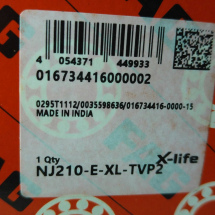 4 054371 449933
016734416000002
0295T1112/0035598636/016734416-0000-15
MADE IN INDIA
1 Qty
X-life
NJ210-E-XL-TVP2